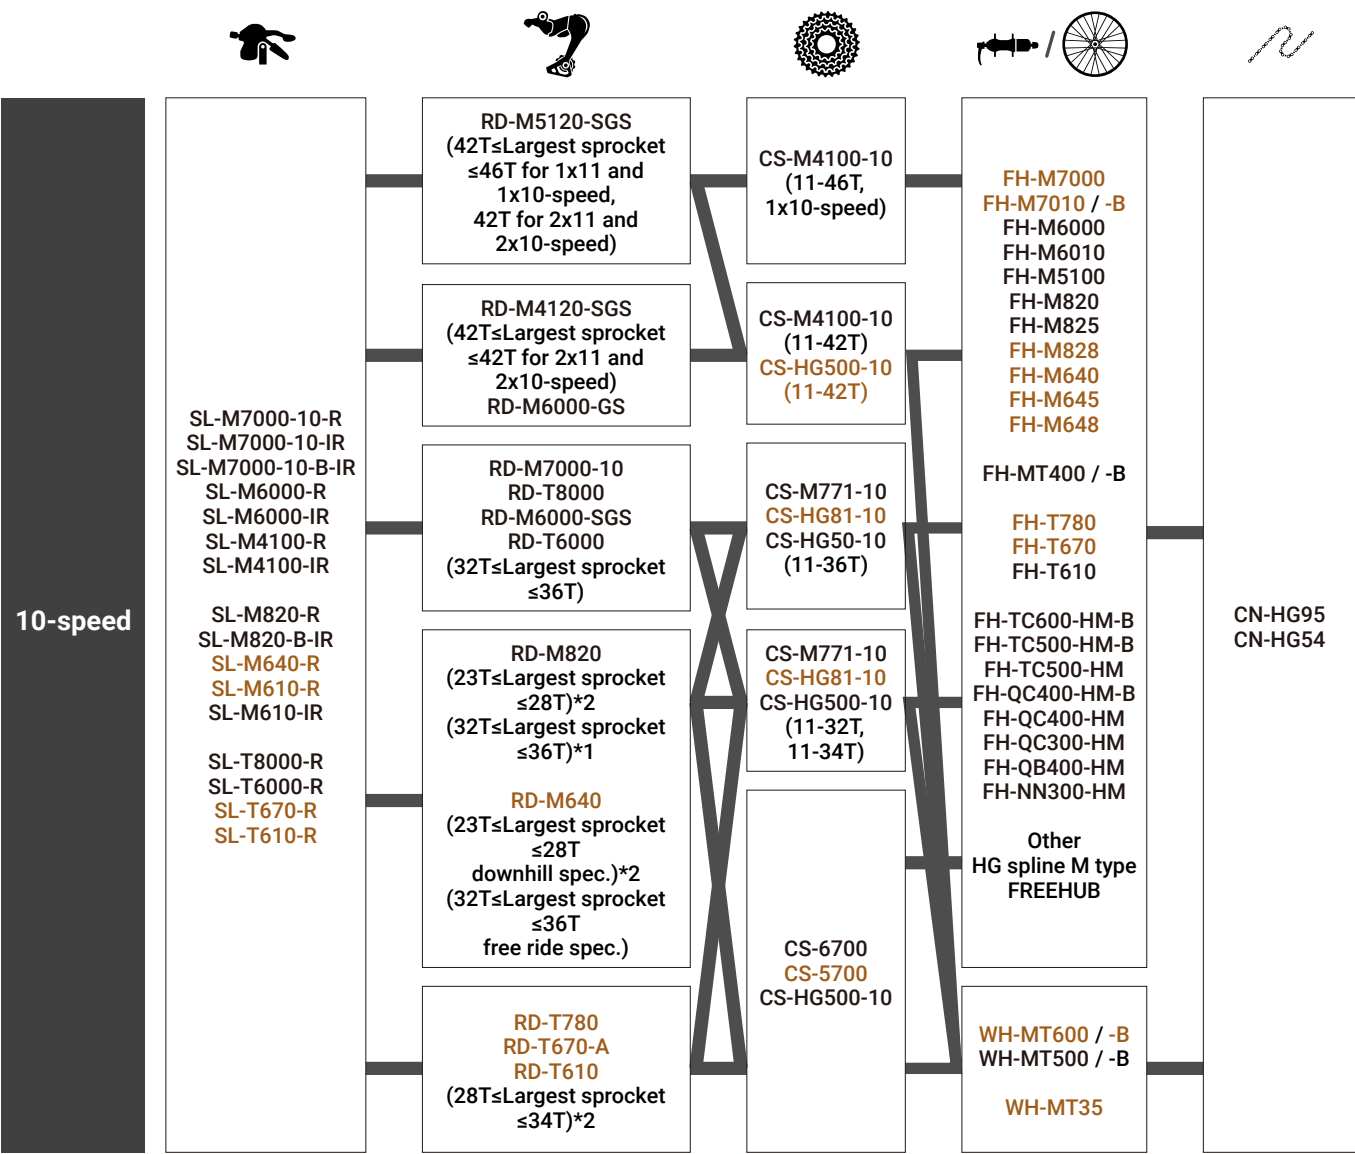 10-speed
SL-M7000-10-R
SL-M7000-10-IR
SL-M7000-10-B-IR
SL-M6000-R
SL-M6000-IR
SL-M4100-R
SL-M4100-IR
SL-M820-R
SL-M820-B-IR
SL-M640-R
SL-M610-R
SL-M610-IR
SL-T8000-R
SL-T6000-R
SL-T670-R
SL-T610-R
RD-M5120-SGS
(42T≤Largest sprocket
≤46T for 1x11 and
1x10-speed,
42T for 2x11 and
2x10-speed)
RD-M4120-SGS
(42T≤Largest sprocket
≤42T for 2x11 and
2x10-speed)
RD-M6000-GS
RD-M7000-10
RD-T8000
RD-M6000-SGS
RD-T6000
(32T≤Largest sprocket
≤36T)
RD-M820
(23T≤Largest sprocket
≤28T)*2
(32T≤Largest sprocket
≤36T)*1
RD-M640
(23T≤Largest sprocket
≤28T
downhill spec.)*2
(32T≤Largest sprocket
≤36T
free ride spec.)
RD-T780
RD-T670-A
RD-T610
(28T≤Largest sprocket
≤34T)*2
CS-M4100-10
(11-46T,
1x10-speed)
CS-M4100-10
(11-42T)
CS-HG500-10
(11-42T)
CS-M771-10
CS-HG81-10
CS-HG50-10
(11-36T)
CS-M771-10
CS-HG81-10
CS-HG500-10
(11-32T,
11-34T)
CS-6700
CS-5700
CS-HG500-10
FH-M7000
FH-M7010 / -B
FH-M6000
FH-M6010
FH-M5100
FH-M820
FH-M825
FH-M828
FH-M640
FH-M645
FH-M648
FH-MT400 / -B
FH-T780
FH-T670
FH-T610
FH-TC600-HM-B
FH-TC500-HM-B
FH-TC500-HM
FH-QC400-HM-B
FH-QC400-HM
FH-QC300-HM
FH-QB400-HM
FH-NN300-HM
Other
HG spline M type
FREEHUB
WH-MT600 / -B
WH-MT500 / -B
WH-MT35
CN-HG95
CN-HG54